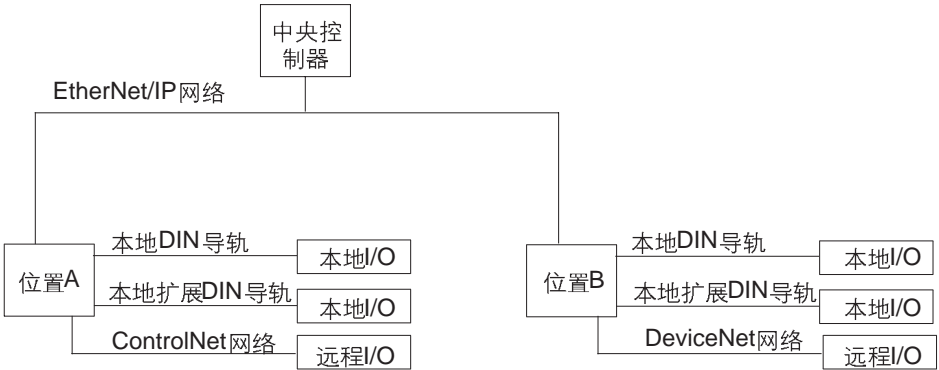 中央控
制器
EtherNet/IP网络
位置A
本地DIN导轨
本地I/O
本地扩展DIN导轨
本地I/O
ControlNet网络
远程I/O
位置B
本地DIN导轨
本地I/O
本地扩展DIN导轨
本地I/O
DeviceNet网络
远程I/O